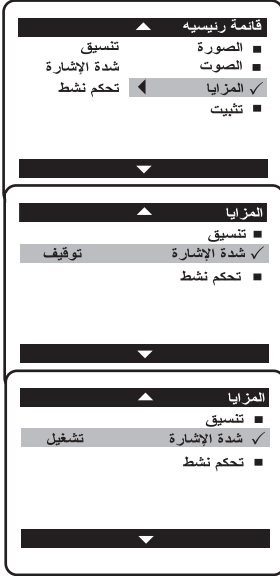 قائمة رئيسيه
الصورة تنسيق
الصوت شدة الإشارة
المزايا تحكم نشط
تثبيت
المزايا
تنسيق
شدة الإشارة توقيف
تحكم نشط
المزايا
تنسيق
شدة الإشارة تشغيل
تحكم نشط